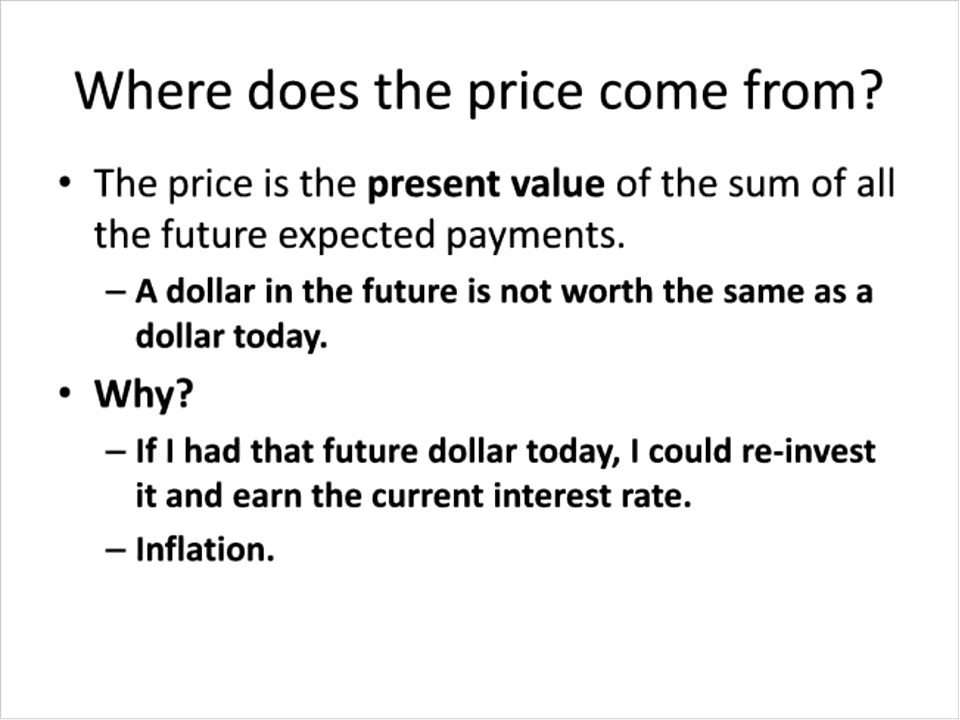 Where does the price come from?
• The price is the present value of the sum of all
the future expected payments.
– A dollar in the future is not worth the same as a
dollar today.
• Why?
– If I had that future dollar today, I could re-invest
it and earn the current interest rate.
– Inflation.